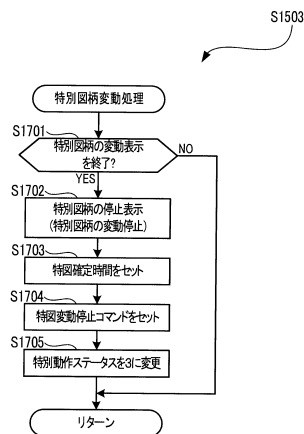 S1503
特別図柄変動処理
S1701
特別図柄の変動表示
を終了?
NO
YES
S1702
特別図柄の停止表示
(特別図柄の変動停止)
S1703
特図確定時間をセット
S1704
特図変動停止コマンドをセット
S1705
特別動作ステータスを3に変更
リターン